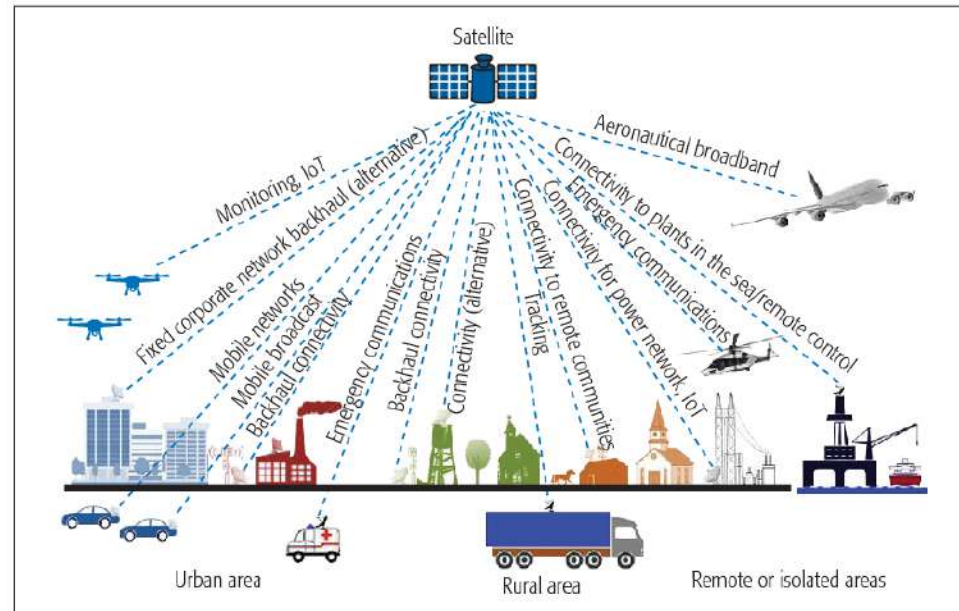 Satellite
Aeronautical broadband
Monitoring, IoT
Fixed corporate network backhaul (alternative)
Mobile networks
Mobile broadcast
Backhaul connectivity
Emergency communications
Backhaul connectivity
Connectivity (alternative)
Tracking
Connectivity to remote communities
Connectivity for power network, IoT
Emergency communications
Connectivity to plants in the sea/remote control
Urban area
Rural area
Remote or isolated areas